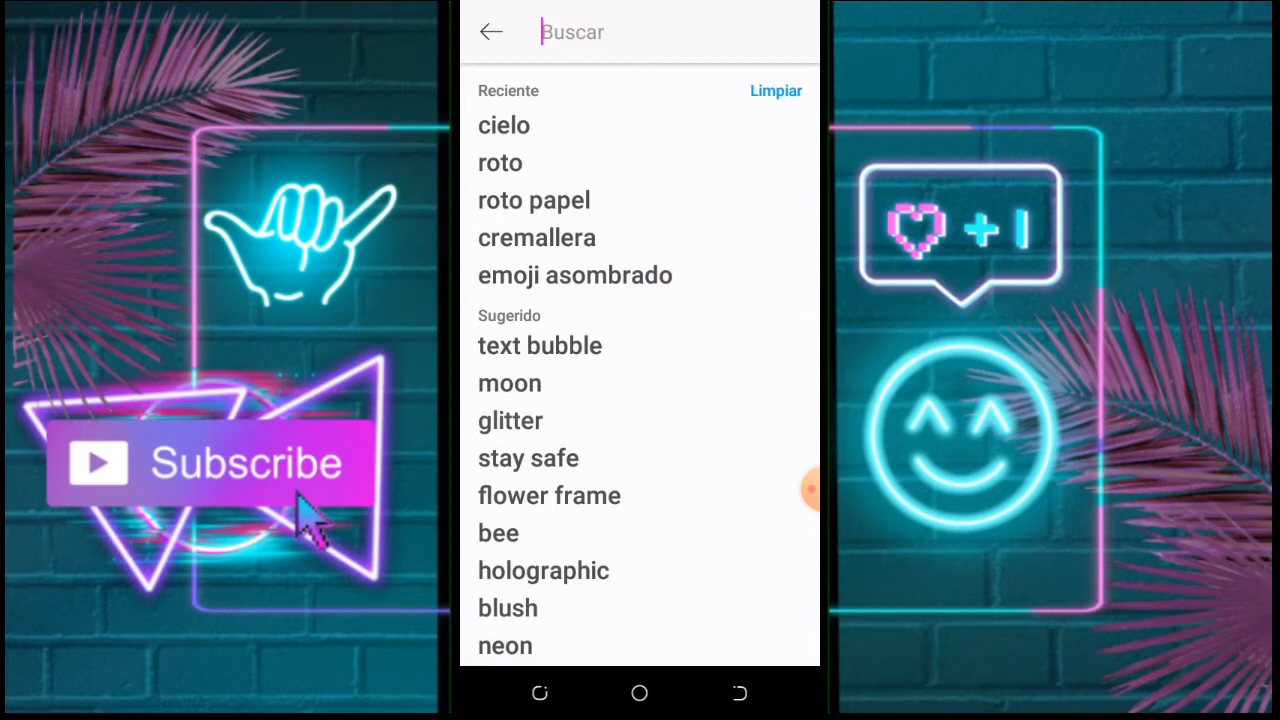 Buscar
Reciente
Limpiar
cielo
roto
roto papel
cremallera
emoji asombrado
Sugerido
text bubble
moon
glitter
stay safe
flower frame
bee
holographic
blush
neon
Subscribe
+ 1